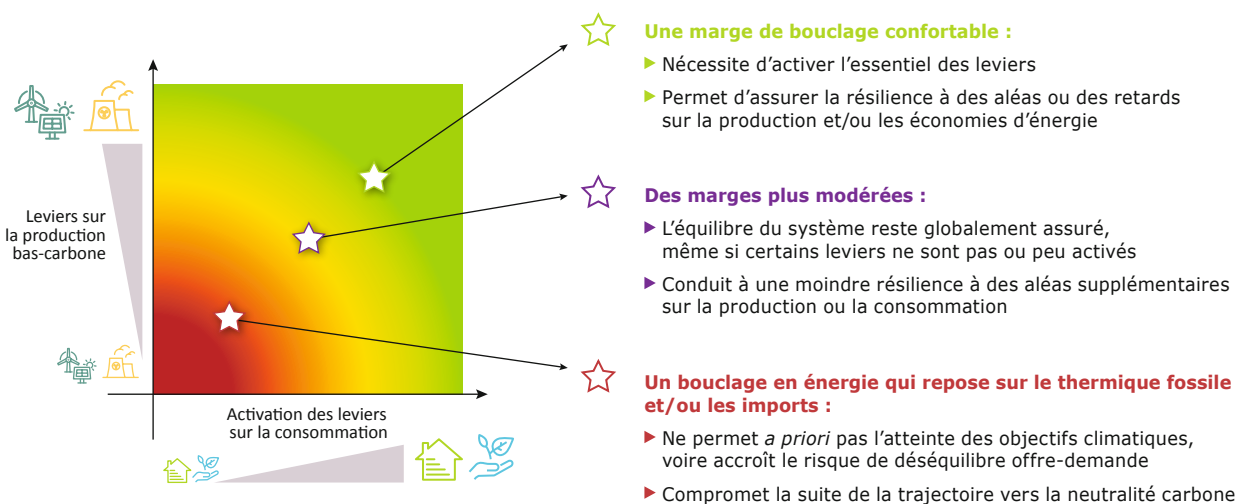 Leviers sur
la production
bas-carbone
Activation des leviers
sur la consommation
Une marge de bouclage confortable :
Nécessite d'activer l'essentiel des leviers
Permet d'assurer la résilience à des aléas ou des retards
sur la production et/ou les économies d'énergie
Des marges plus modérées :
L'équilibre du système reste globalement assuré,
même si certains leviers ne sont pas ou peu activés
Conduit à une moindre résilience à des aléas supplémentaires
sur la production ou la consommation
Un bouclage en énergie qui repose sur le thermique fossile
et/ou les imports :
Ne permet a priori pas l'atteinte des objectifs climatiques,
voire accroît le risque de déséquilibre offre-demande
Compromet la suite de la trajectoire vers la neutralité carbone